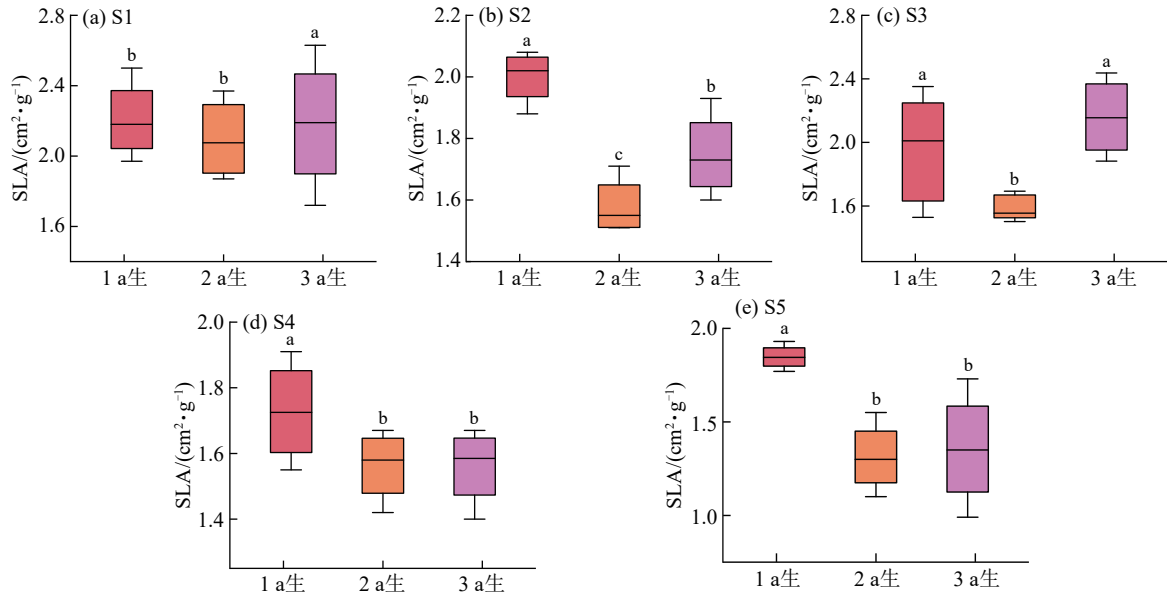 (a) S1
SLA/(cm²•g⁻¹)
2.8
2.4
2.0
1.6
b
b
a
1 a生
2 a生
3 a生
(b) S2
SLA/(cm²•g⁻¹)
2.2
2.0
1.8
1.6
1.4
a
c
b
1 a生
2 a生
3 a生
(c) S3
SLA/(cm²•g⁻¹)
2.8
2.4
2.0
1.6
a
b
a
1 a生
2 a生
3 a生
(d) S4
SLA/(cm²•g⁻¹)
2.0
1.8
1.6
1.4
a
b
b
1 a生
2 a生
3 a生
(e) S5
SLA/(cm²•g⁻¹)
2.0
1.5
1.0
a
b
b
1 a生
2 a生
3 a生